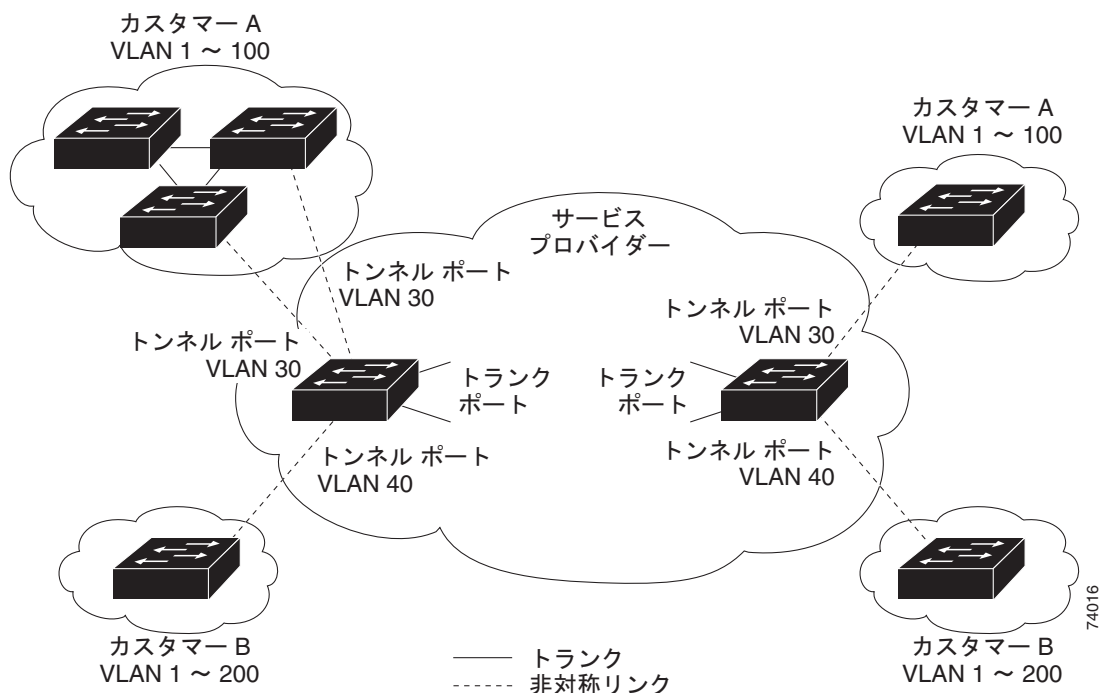 カスタマー A
VLAN 1 ～ 100
カスタマー A
VLAN 1 ～ 100
サービス
プロバイダー
トンネル ポート
VLAN 30
トンネル ポート
VLAN 30
トンネル ポート
VLAN 30
トランク
ポート
トランク
ポート
トンネル ポート
VLAN 40
トンネル ポート
VLAN 40
カスタマー B
VLAN 1 ～ 200
カスタマー B
VLAN 1 ～ 200
トランク
非対称リンク
74016